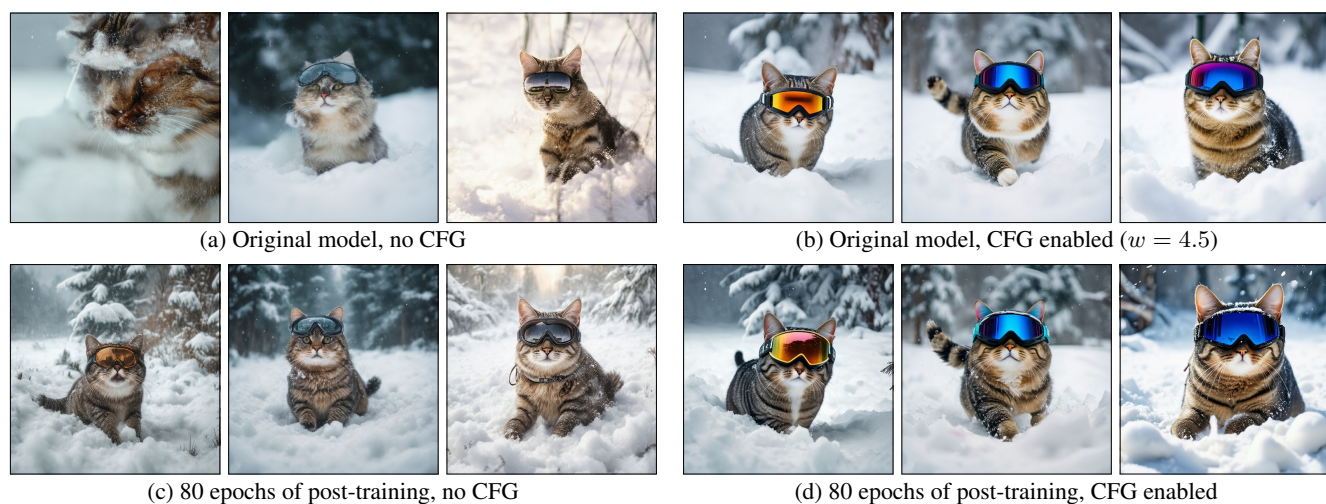 (a) Original model, no CFG
(b) Original model, CFG enabled (w = 4.5)
(c) 80 epochs of post-training, no CFG
(d) 80 epochs of post-training, CFG enabled